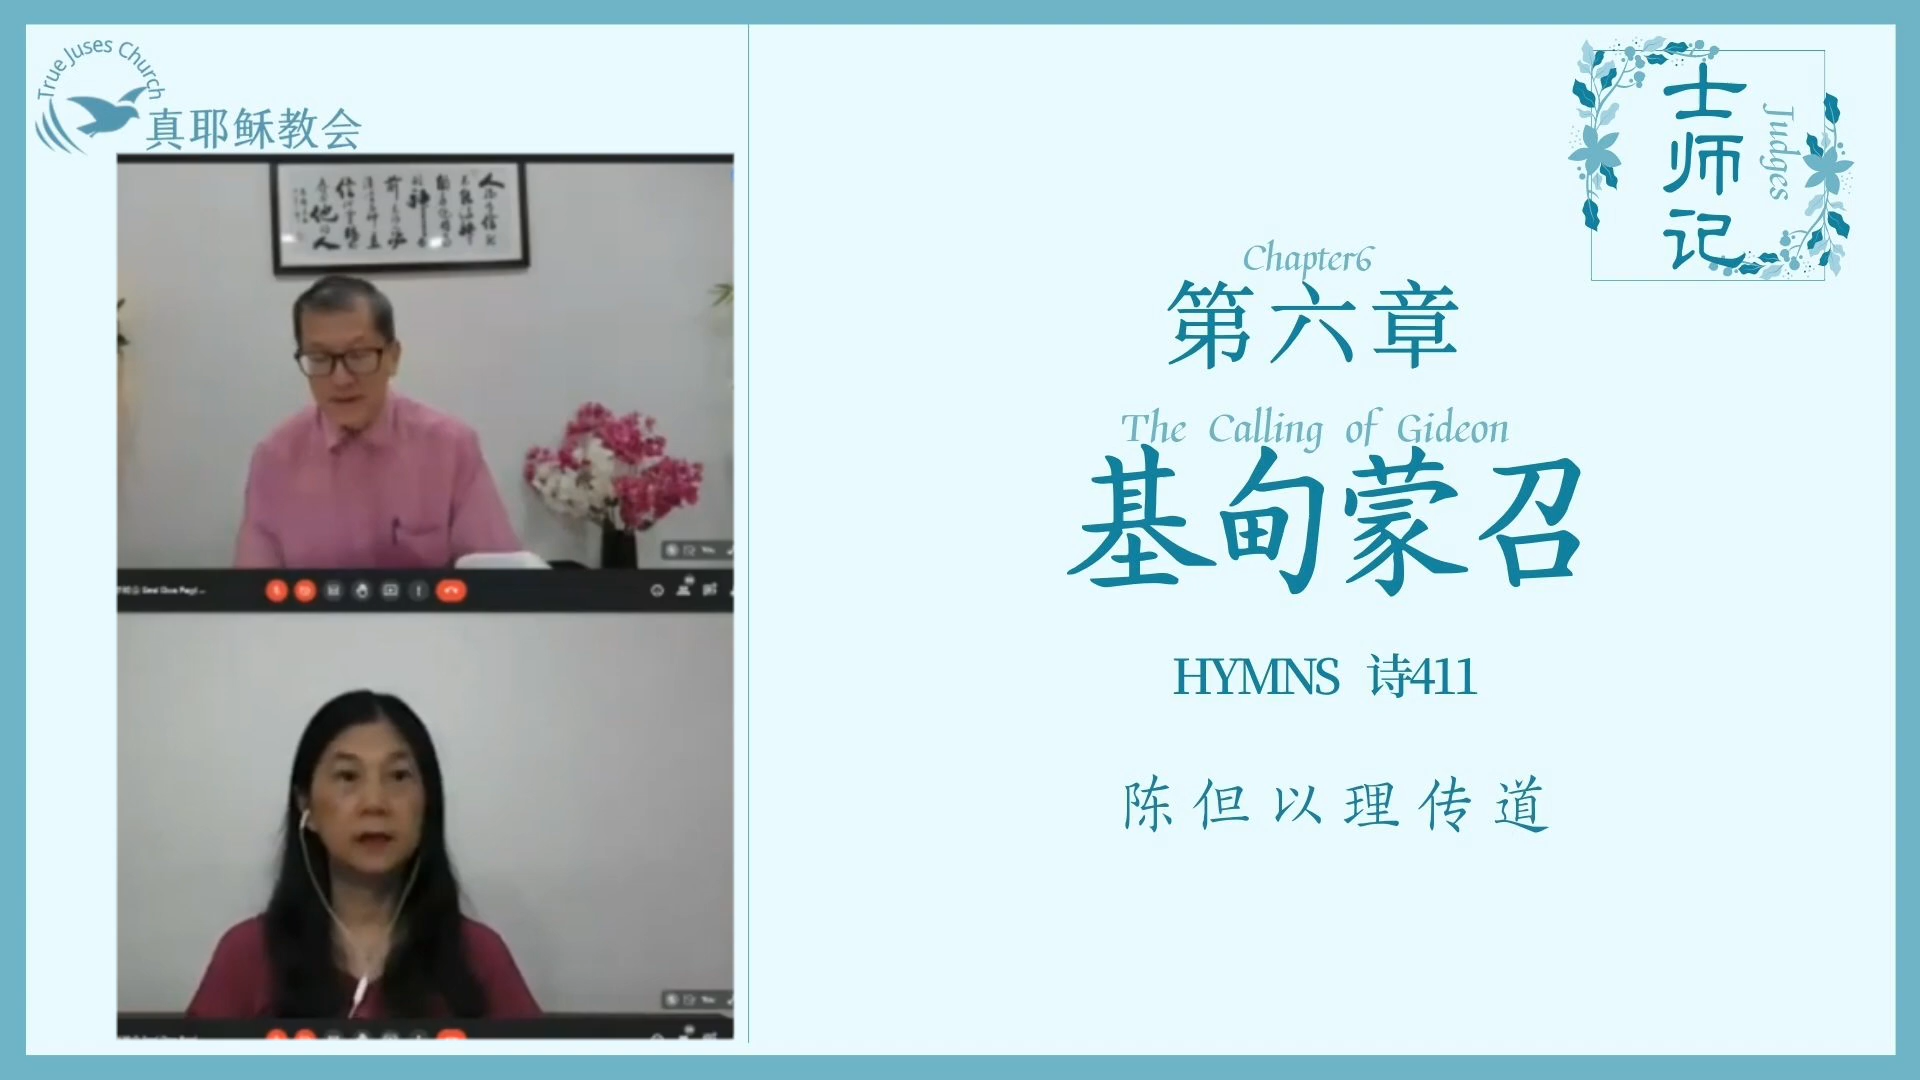 True Juses Church
真耶稣教会
士师记
Judges
Chapter6
第六章
The Calling of Gideon
基甸蒙召
HYMNS 诗411
陈但以理传道